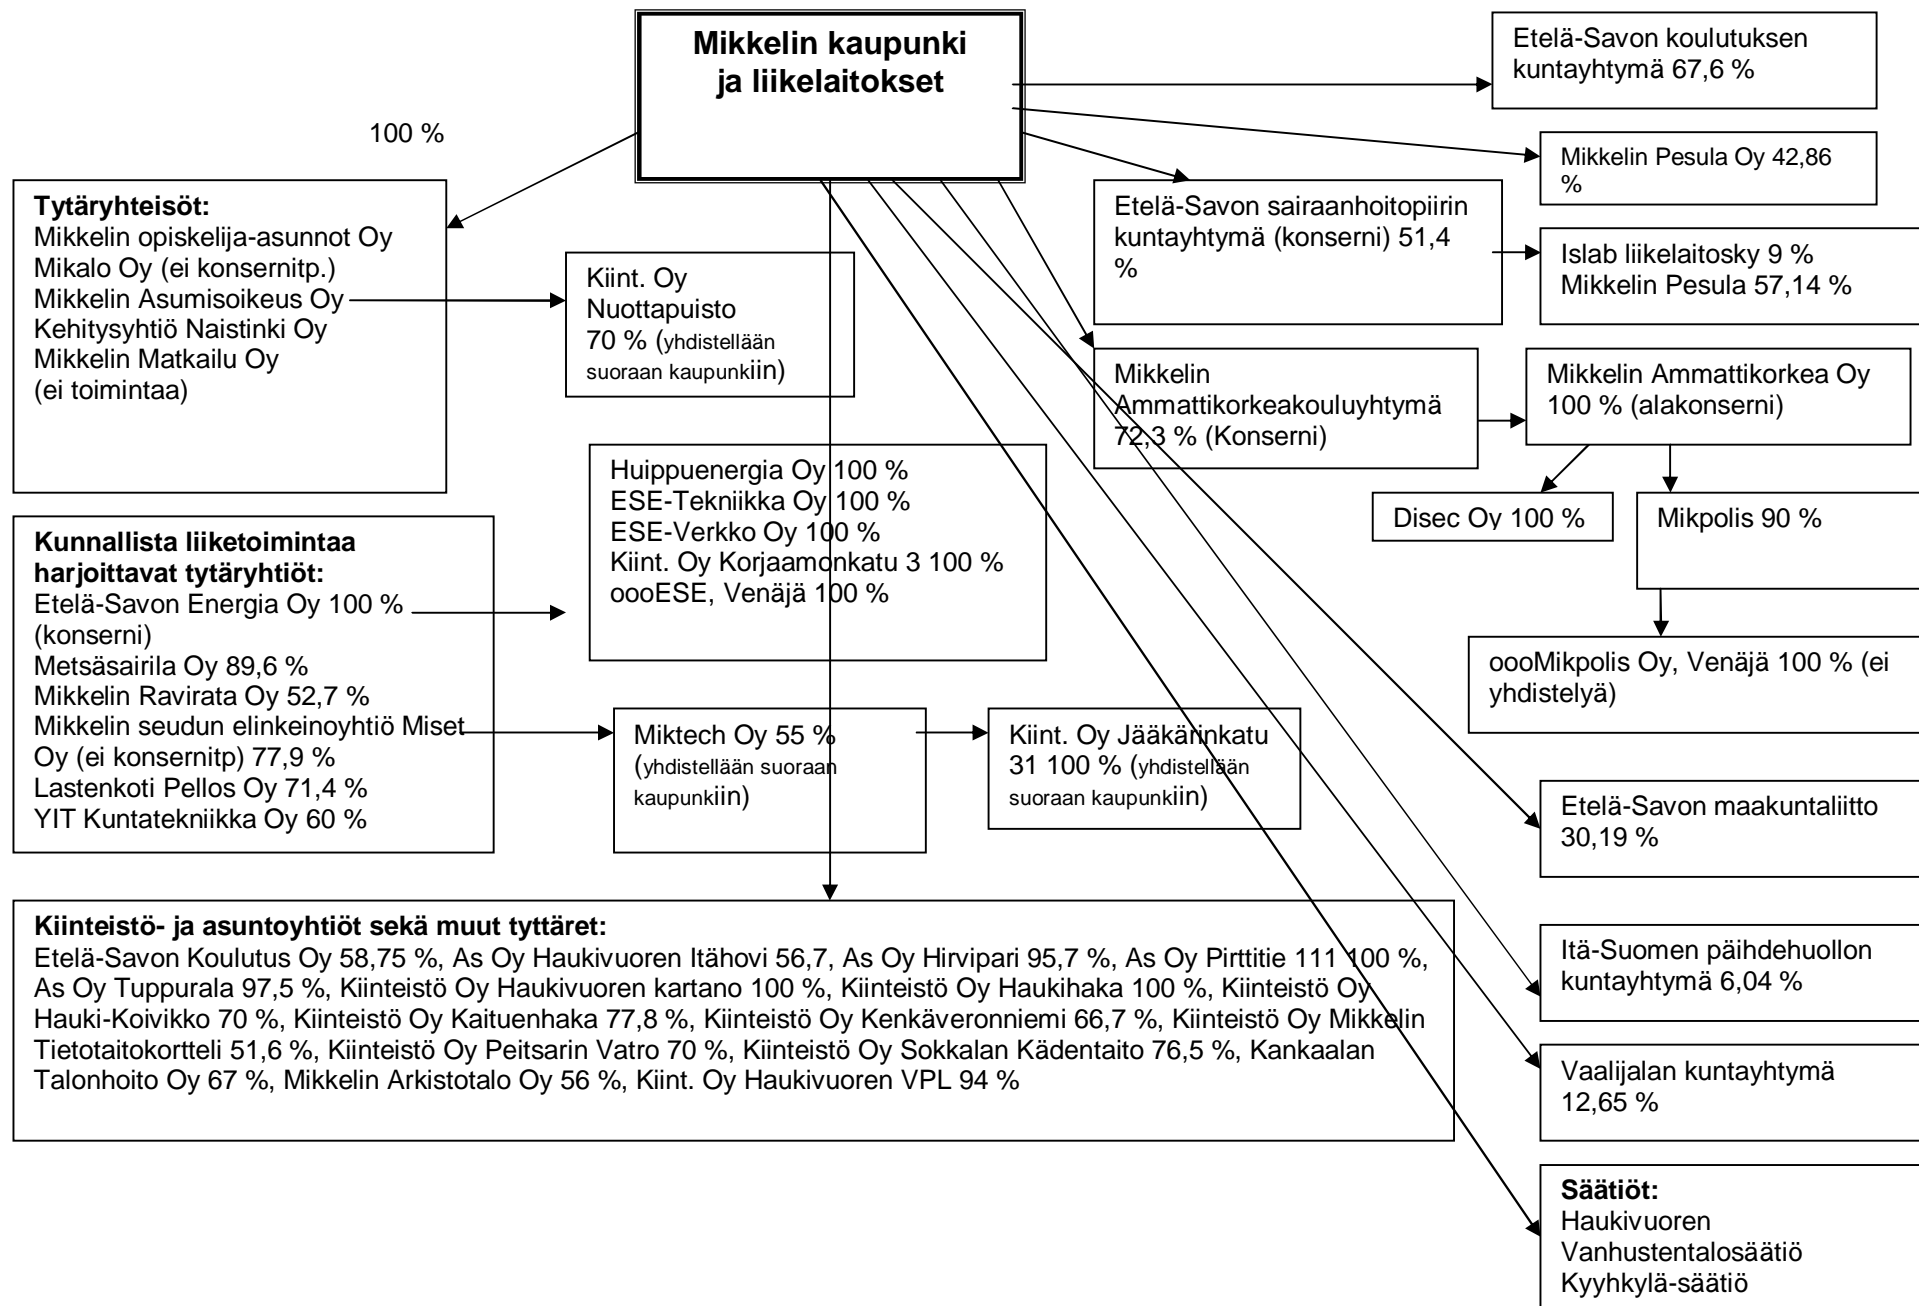 Mikkelin kaupunki
ja liikelaitokset
Etelä-Savon koulutuksen
kuntayhtymä 67,6 %
100 %
Mikkelin Pesula Oy 42,86
%
Tytäryhteisöt:
Mikkelin opiskelija-asunnot Oy
Mikalo Oy (ei konsernitp.)
Mikkelin Asumisoikeus Oy
Kehitysyhtiö Naistinki Oy
Mikkelin Matkailu Oy
(ei toimintaa)
Kiint. Oy
Nuottapuisto
70 % (yhdistellään
suoraan kaupunkiin)
Etelä-Savon sairaanhoitopiirin
kuntayhtymä (konserni) 51,4
%
Islab liikelaitosky 9 %
Mikkelin Pesula 57,14 %
Mikkelin
Ammattikorkeakouluyhtymä
72,3 % (Konserni)
Mikkelin Ammattikorkea Oy
100 % (alakonserni)
Disec Oy 100 %
Mikpolis 90 %
oooMikpolis Oy, Venäjä 100 % (ei
yhdistelyä)
Huippuenergia Oy 100 %
ESE-Tekniikka Oy 100 %
ESE-Verkko Oy 100 %
Kiint. Oy Korjaamonkatu 3 100 %
oooESE, Venäjä 100 %
Kunnallista liiketoimintaa
harjoittavat tytäryhtiöt:
Etelä-Savon Energia Oy 100 %
(konserni)
Metsäsairila Oy 89,6 %
Mikkelin Ravirata Oy 52,7 %
Mikkelin seudun elinkeinoyhtiö Miset
Oy (ei konsernitp) 77,9 %
Lastenkoti Pellos Oy 71,4 %
YIT Kuntatekniikka Oy 60 %
Miktech Oy 55 %
(yhdistellään suoraan
kaupunkiin)
Kiint. Oy Jääkärinkatu
31 100 % (yhdistellään
suoraan kaupunkiin)
Etelä-Savon maakuntaliitto
30,19 %
Kiinteistö- ja asuntoyhtiöt sekä muut tyttäret:
Etelä-Savon Koulutus Oy 58,75 %, As Oy Haukivuoren Itähovi 56,7, As Oy Hirvipari 95,7 %, As Oy Pirttitie 111 100 %,
As Oy Tuppurala 97,5 %, Kiinteistö Oy Haukivuoren kartano 100 %, Kiinteistö Oy Haukihaka 100 %, Kiinteistö Oy
Hauki-Koivikko 70 %, Kiinteistö Oy Kaituenhaka 77,8 %, Kiinteistö Oy Kenkäveronniemi 66,7 %, Kiinteistö Oy Mikkelin
Tietotaitokortteli 51,6 %, Kiinteistö Oy Peitsarin Vatro 70 %, Kiinteistö Oy Sokkalan Kädentaito 76,5 %, Kankaalan
Talonhoito Oy 67 %, Mikkelin Arkistotalo Oy 56 %, Kiint. Oy Haukivuoren VPL 94 %
Itä-Suomen päihdehuollon
kuntayhtymä 6,04 %
Vaalijalan kuntayhtymä
12,65 %
Säätiöt:
Haukivuoren
Vanhustentalosäätiö
Kyyhkylä-säätiö